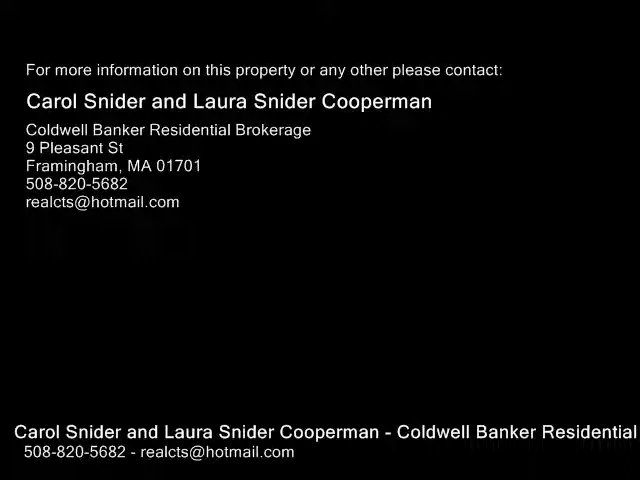 For more information on this property or any other please contact:
Carol Snider and Laura Snider Cooperman
Coldwell Banker Residential Brokerage
9 Pleasant St
Framingham, MA 01701
508-820-5682
realcts@hotmail.com
Carol Snider and Laura Snider Cooperman - Coldwell Banker Residential
508-820-5682 - realcts@hotmail.com